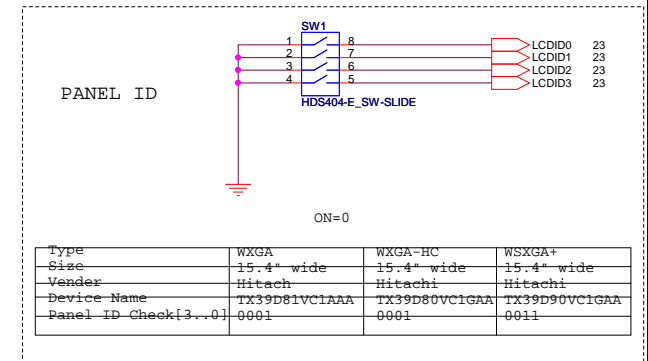 SW1
1 8 LCDID0 23
2 7 LCDID1 23
3 6 LCDID2 23
4 5 LCDID3 23
PANEL ID
HDS404-E_SW-SLIDE
ON=0
Type WXGA WXGA-HC WSXGA+
Size 15.4" wide 15.4" wide 15.4" wide
Vender Hitach Hitachi Hitachi
Device Name TX39D81VC1AAA TX39D80VC1GAA TX39D90VC1GAA
Panel ID Check[3..0] 0001 0001 0011